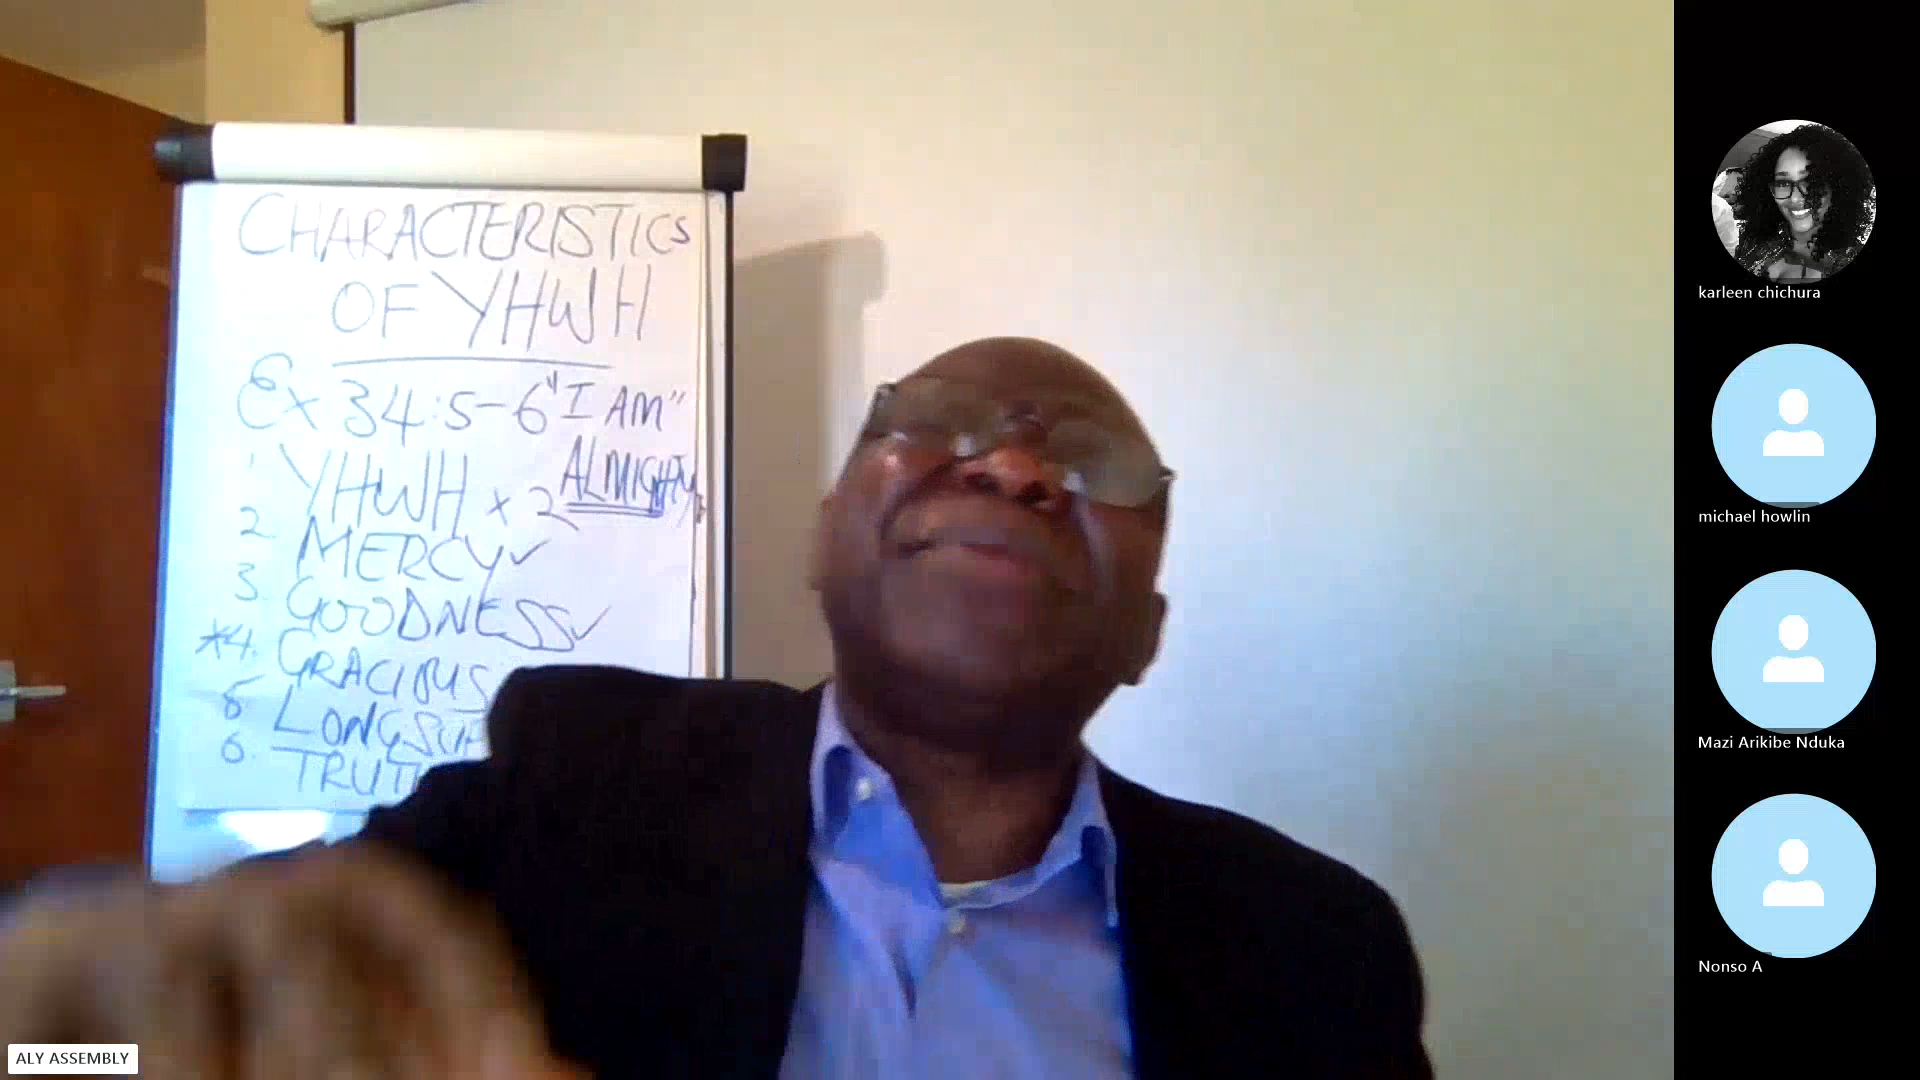 CHARACTERISTICS
OF YHWH
Ex 34:5-6 "I AM"
1 YHWH x 2 ALMIGHTY
2 MERCY ✓
3 GOODNESS ✓
*4. GRACIOUS
5 LONGSUF
6. TRUT
ALY ASSEMBLY
karleen chichura
michael howlin
Mazi Arikibe Nduka
Nonso A